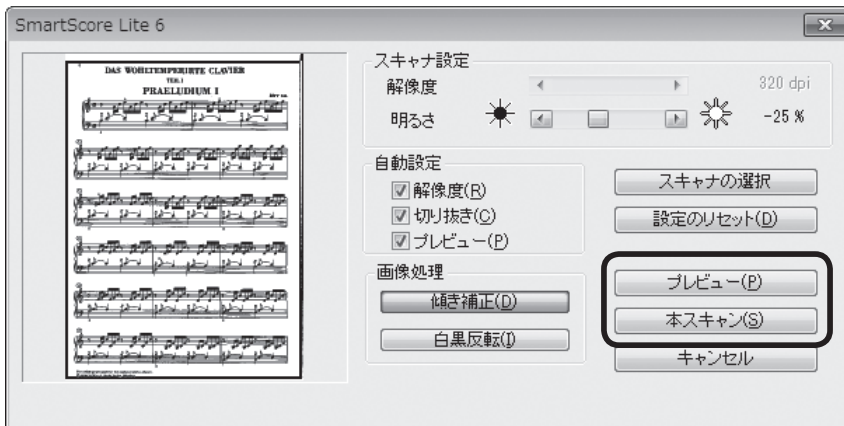 SmartScore Lite 6
DAS WOHLTEMPERIRTE CLAVIER
TEIL I
PRAELUDIUM I
スキャナ設定
解像度
320 dpi
明るさ
-25 %
自動設定
解像度(R)
切り抜き(C)
プレビュー(P)
画像処理
傾き補正(D)
白黒反転(I)
スキャナの選択
設定のリセット(D)
プレビュー(P)
本スキャン(S)
キャンセル